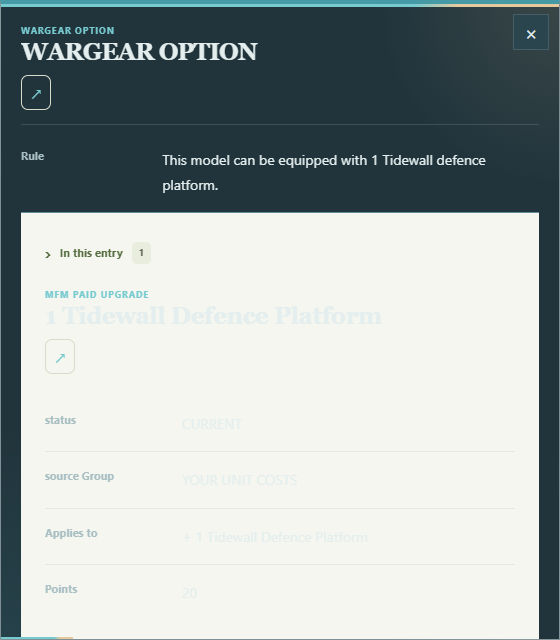 WARGEAR OPTION
WARGEAR OPTION
↗
×
Rule
This model can be equipped with 1 Tidewall defence
platform.
› In this entry 1
MFM PAID UPGRADE
1 Tidewall Defence Platform
↗
status CURRENT
source Group YOUR UNIT COSTS
Applies to + 1 Tidewall Defence Platform
Points 20